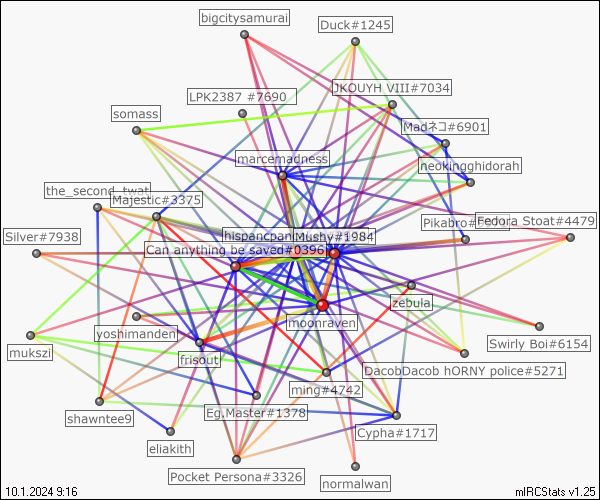 bigcitysamurai
Duck#1245
JKOUYH VIII#7034
LPK2387 #7690
somass
Madネコ#6901
marcemadness
neokingghidorah
the_second_twat
Majestic#3375
Fedora Stoat#4479
Silver#7938
hispancpan
Mushy#1984
Can anything be saved#0396
zebula
moonraven
yoshimanden
Swirly Boi#6154
mukszi
frisout
DacobDacob hORNY police#5271
ming#4742
shawntee9
Eg.Master#1378
Cypha#1717
eliakith
Pocket Persona#3326
normalwan
10.1.2024 9:16
mIRCStats v1.25